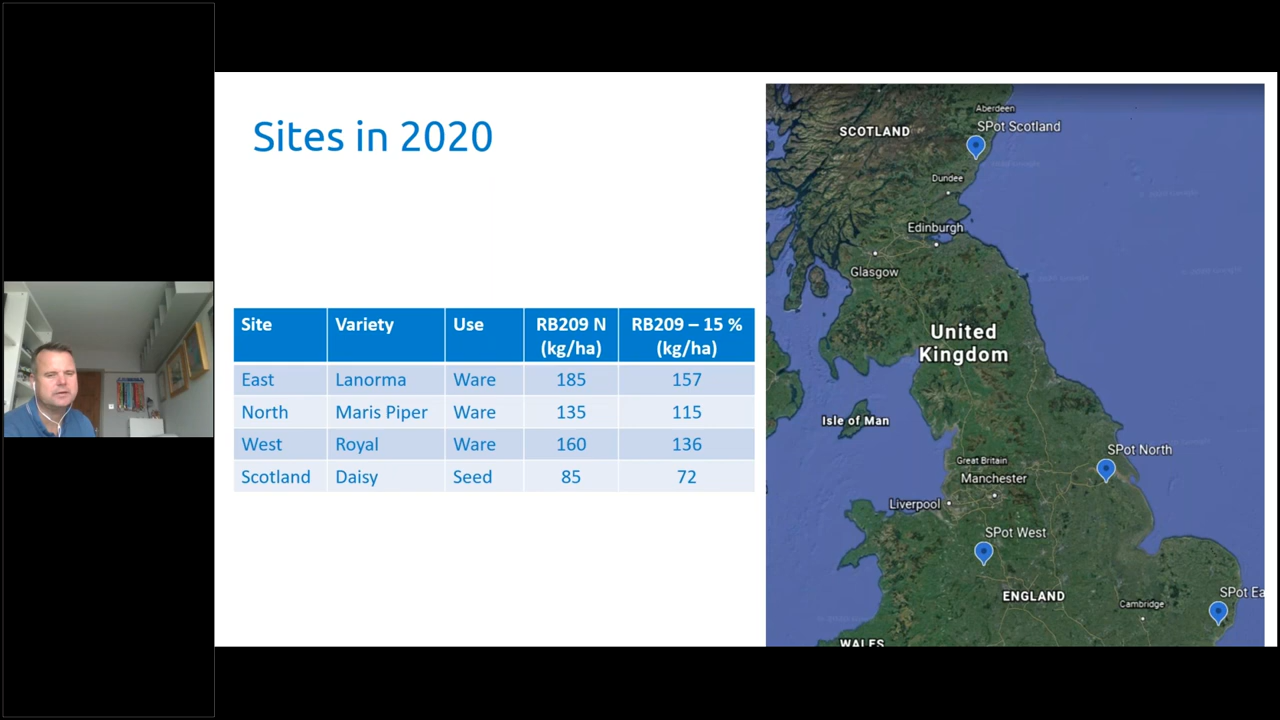 Sites in 2020
Site Variety Use RB209 N (kg/ha) RB209 – 15 % (kg/ha)
East Lanorma Ware 185 157
North Maris Piper Ware 135 115
West Royal Ware 160 136
Scotland Daisy Seed 85 72
Aberdeen
SCOTLAND
SPot Scotland
Dundee
Edinburgh
Glasgow
United
Kingdom
Isle of Man
SPot North
Great Britain
Manchester
Liverpool
SPot West
SPot Ea
ENGLAND
Cambridge
WALES